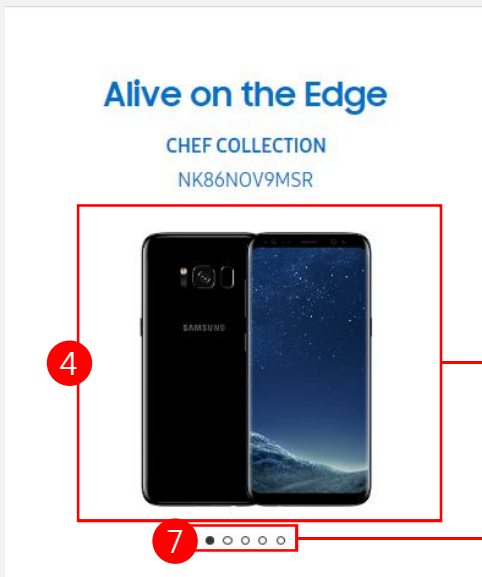 Alive on the Edge
CHEF COLLECTION
NK86NOV9MSR
SAMSUNG
4
7